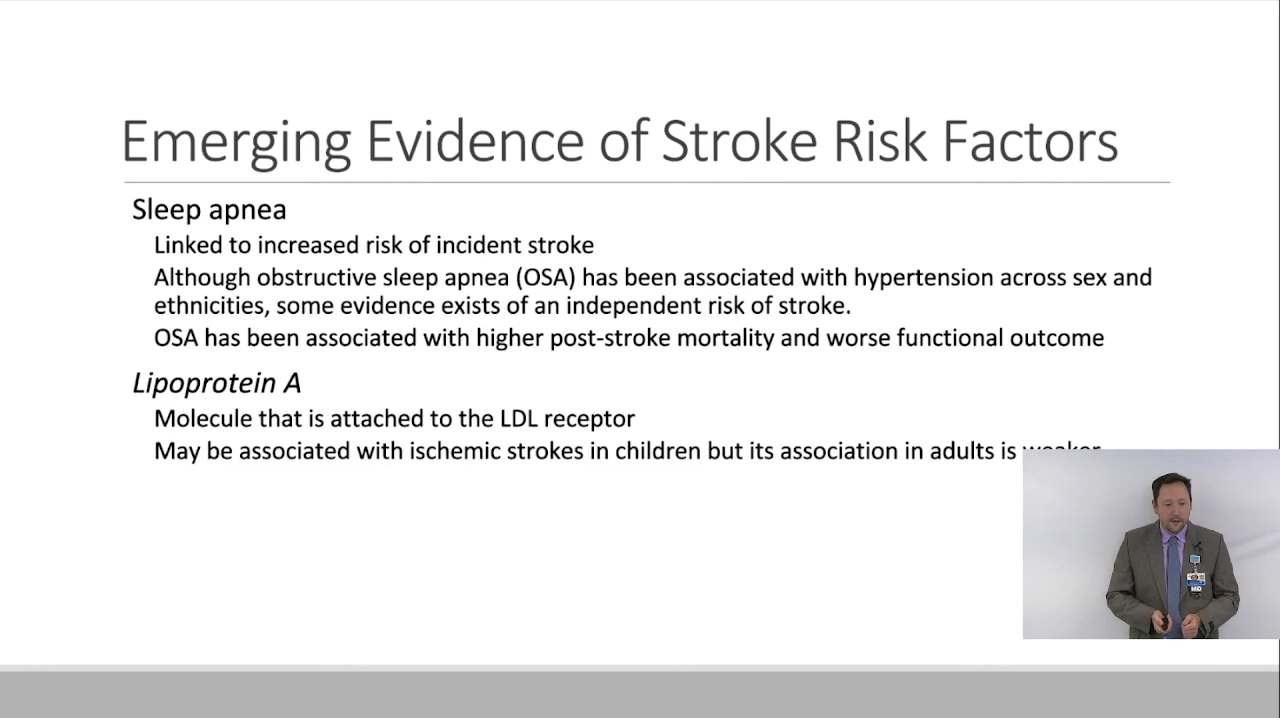 Emerging Evidence of Stroke Risk Factors
Sleep apnea
Linked to increased risk of incident stroke
Although obstructive sleep apnea (OSA) has been associated with hypertension across sex and
ethnicities, some evidence exists of an independent risk of stroke.
OSA has been associated with higher post-stroke mortality and worse functional outcome
Lipoprotein A
Molecule that is attached to the LDL receptor
May be associated with ischemic strokes in children but its association in adults is weaker
MD